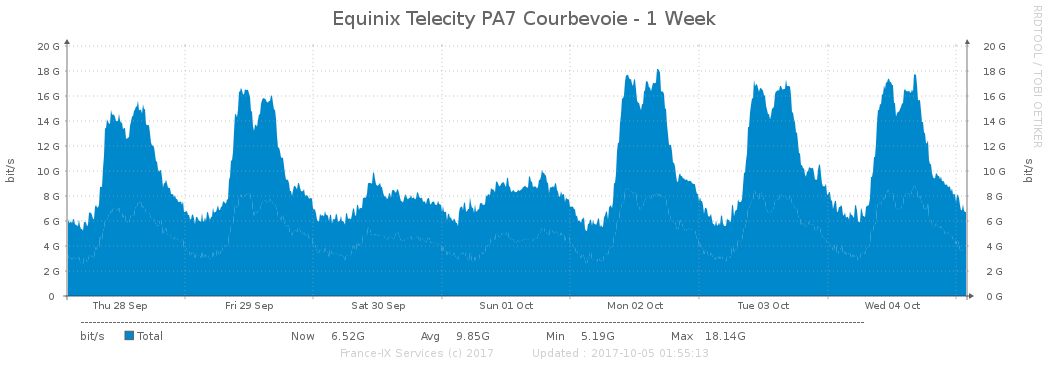 Equinix Telecity PA7 Courbevoie - 1 Week
RRDTOOL / TOBI OETIKER
bit/s
20 G 20 G
18 G 18 G
16 G 16 G
14 G 14 G
12 G 12 G
10 G 10 G
8 G 8 G
6 G 6 G
4 G 4 G
2 G 2 G
0 0 G
bit/s
Thu 28 Sep Fri 29 Sep Sat 30 Sep Sun 01 Oct Mon 02 Oct Tue 03 Oct Wed 04 Oct
bit/s Total Now 6.52G Avg 9.85G Min 5.19G Max 18.14G
France-IX Services (c) 2017 Updated : 2017-10-05 01:55:13